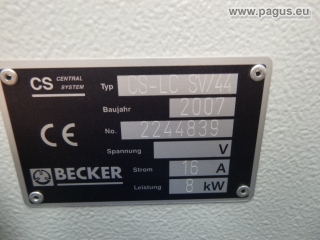 www.pagus.eu
CS CENTRAL SYSTEM
Typ CS-LC SV/44
Baujahr 2007
No. 2244839
CE
Spannung V
BECKER Strom 16 A
Leistung 8 kW